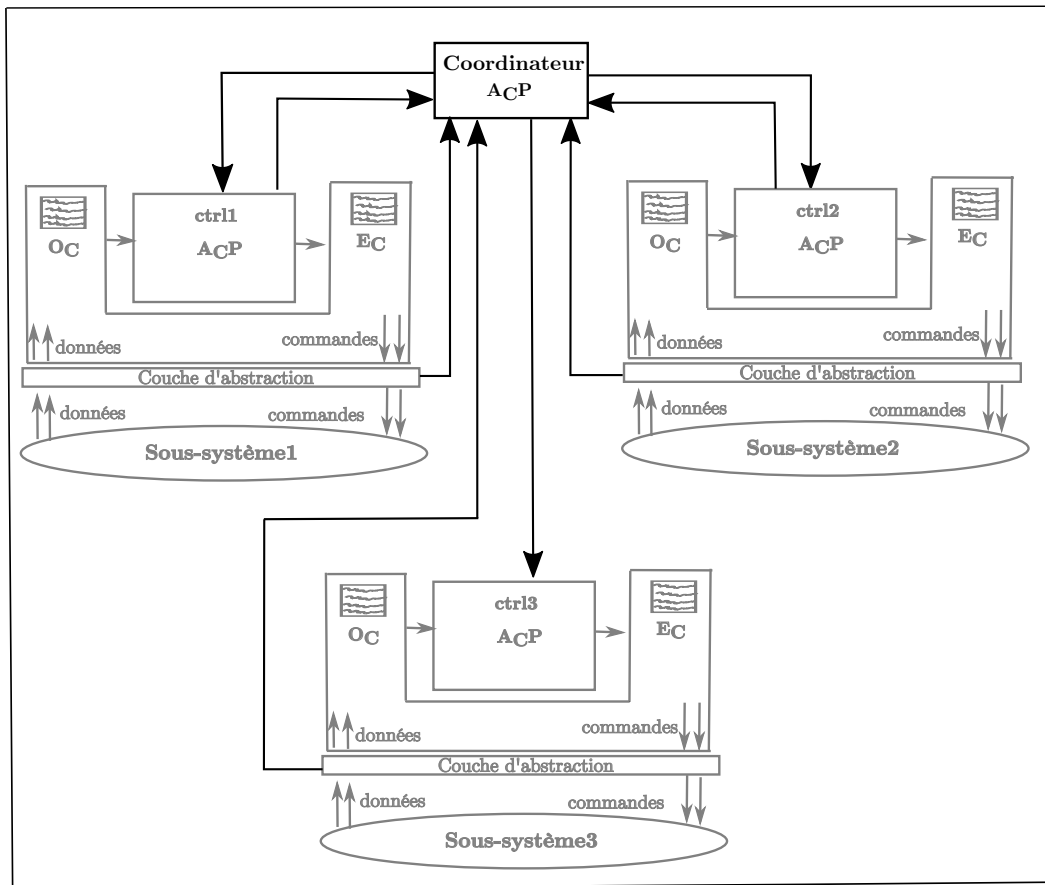 Coordinateur
ACP
ctrl1
OC
ACP
EC
données
commandes
Couche d'abstraction
données
commandes
Sous-système1
ctrl2
OC
ACP
EC
données
commandes
Couche d'abstraction
données
commandes
Sous-système2
ctrl3
OC
ACP
EC
données
commandes
Couche d'abstraction
données
commandes
Sous-système3